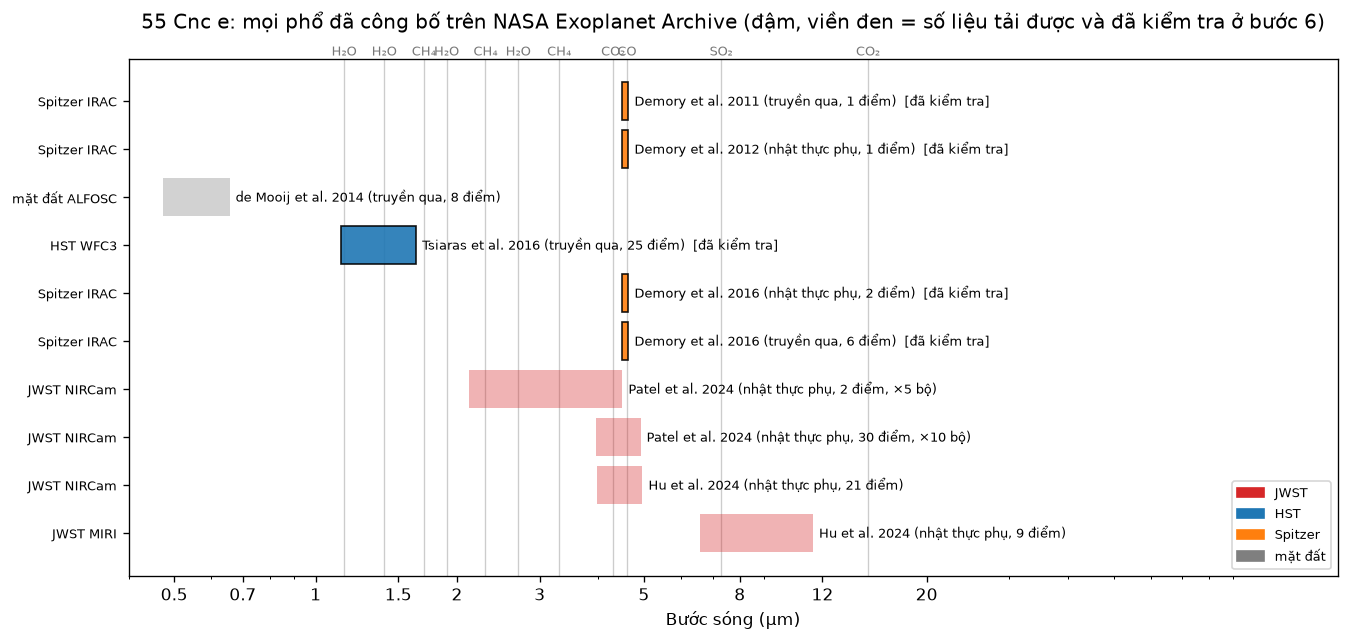 55 Cnc e: mọi phổ đã công bố trên NASA Exoplanet Archive (đậm, viền đen = số liệu tải được và đã kiểm tra ở bước 6)
H₂O H₂O CH₄ H₂O CH₄ H₂O CH₄ CO₂ CO SO₂ CO₂
Spitzer IRAC Demory et al. 2011 (truyền qua, 1 điểm) [đã kiểm tra]
Spitzer IRAC Demory et al. 2012 (nhật thực phụ, 1 điểm) [đã kiểm tra]
mặt đất ALFOSC de Mooij et al. 2014 (truyền qua, 8 điểm)
HST WFC3 Tsiaras et al. 2016 (truyền qua, 25 điểm) [đã kiểm tra]
Spitzer IRAC Demory et al. 2016 (nhật thực phụ, 2 điểm) [đã kiểm tra]
Spitzer IRAC Demory et al. 2016 (truyền qua, 6 điểm) [đã kiểm tra]
JWST NIRCam Patel et al. 2024 (nhật thực phụ, 2 điểm, ×5 bộ)
JWST NIRCam Patel et al. 2024 (nhật thực phụ, 30 điểm, ×10 bộ)
JWST NIRCam Hu et al. 2024 (nhật thực phụ, 21 điểm)
JWST MIRI Hu et al. 2024 (nhật thực phụ, 9 điểm)
JWST
HST
Spitzer
mặt đất
0.5 0.7 1 1.5 2 3 5 8 12 20
Bước sóng (μm)